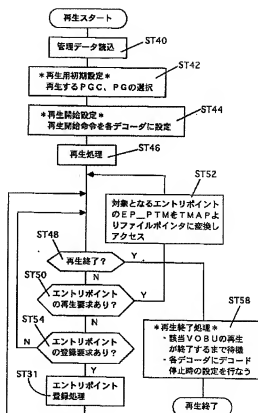 再生スタート
ST40
管理データ読込
ST42
*再生用初期設定*
再生するPGC、PGの選択
ST44
*再生開始設定*
再生開始命令を各デコーダに設定
ST46
再生処理
ST52
対象となるエントリポイント
のEP_PTMをTMAPよ
りファイルポインタに変換し
アクセス
ST48
再生終了?
Y
N
ST50
エントリポイント
の再生要求あり?
Y
N
ST54
エントリポイント
の登録要求あり?
N
Y
ST31
エントリポイント
登録処理
ST58
*再生終了処理*
・該当VOBUの再生
が終了するまで待機
・各デコーダにデコード
停止時の設定を行なう
再生終了